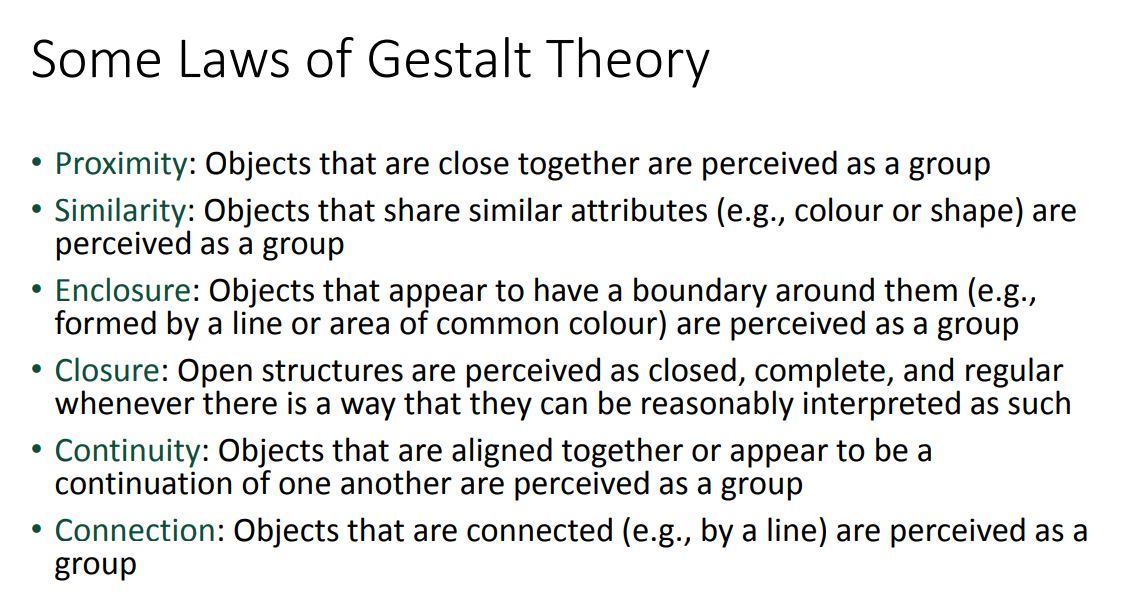 Some Laws of Gestalt Theory
• Proximity: Objects that are close together are perceived as a group
• Similarity: Objects that share similar attributes (e.g., colour or shape) are
perceived as a group
• Enclosure: Objects that appear to have a boundary around them (e.g.,
formed by a line or area of common colour) are perceived as a group
• Closure: Open structures are perceived as closed, complete, and regular
whenever there is a way that they can be reasonably interpreted as such
• Continuity: Objects that are aligned together or appear to be a
continuation of one another are perceived as a group
• Connection: Objects that are connected (e.g., by a line) are perceived as a
group